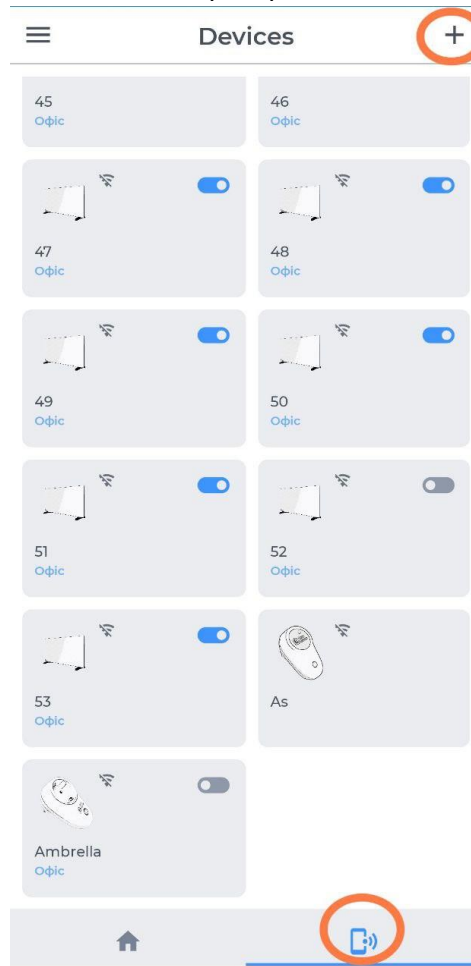 Devices
45
Офіс
46
Офіс
47
Офіс
48
Офіс
49
Офіс
50
Офіс
51
Офіс
52
Офіс
53
Офіс
As
Ambrella
Офіс